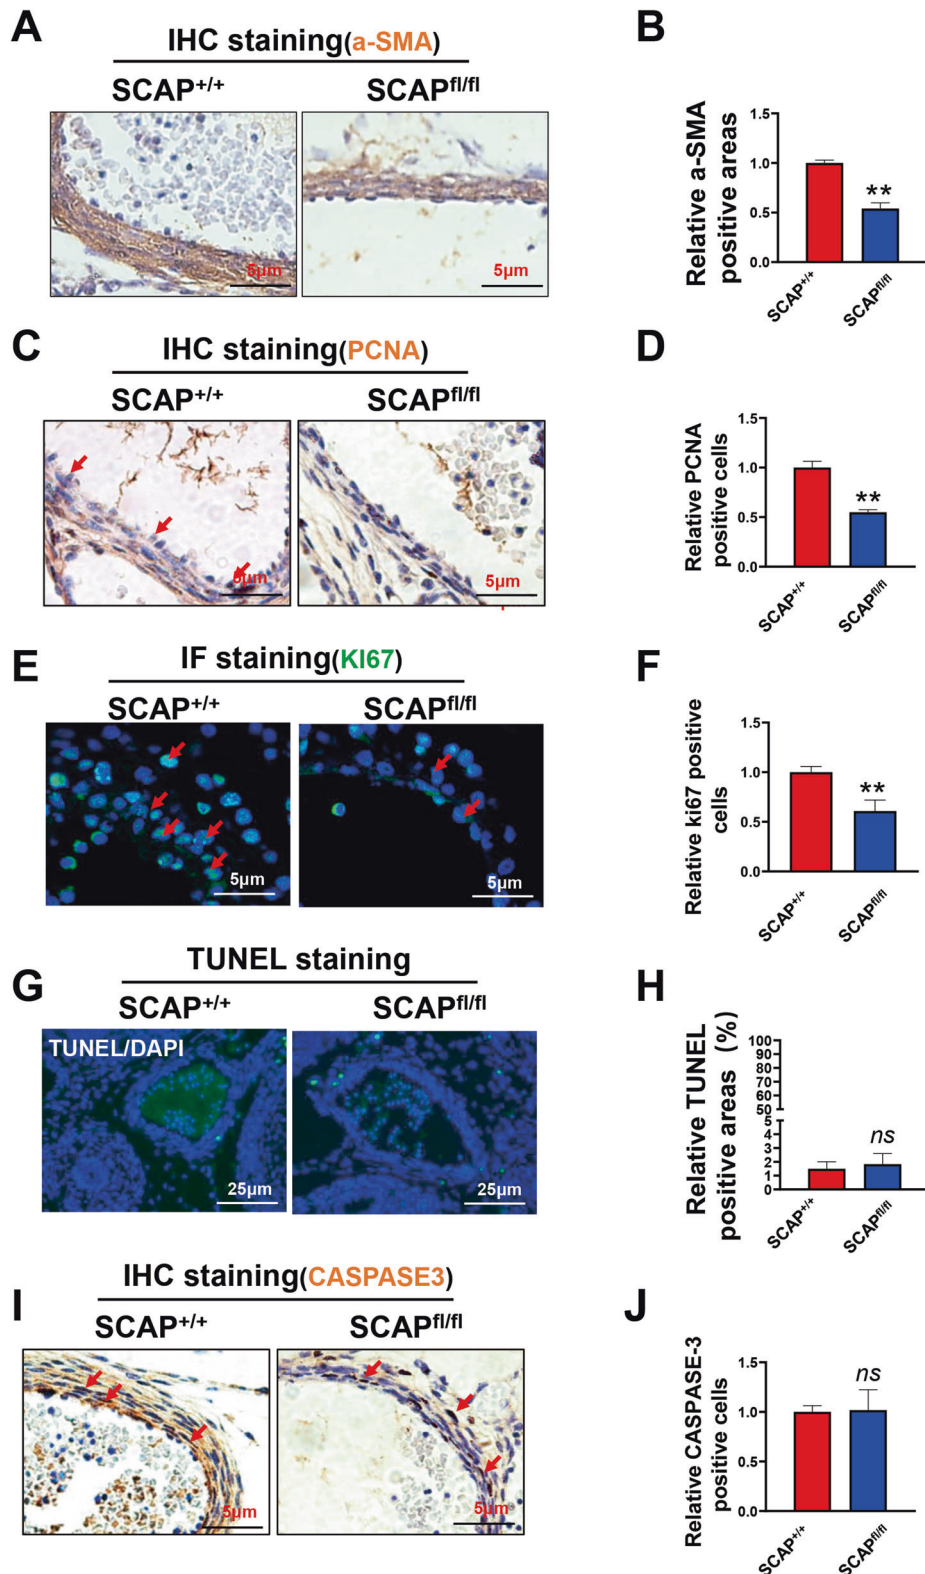 A
IHC staining(a-SMA)
SCAP+/+ SCAPfl/fl
5μm 5μm
B
Relative a-SMA
positive areas
1.5
1.0
0.5
0.0
**
SCAP+/+ SCAPfl/fl
C
IHC staining(PCNA)
SCAP+/+ SCAPfl/fl
5μm 5μm
D
Relative PCNA
positive cells
1.5
1.0
0.5
0.0
**
SCAP+/+ SCAPfl/fl
E
IF staining(KI67)
SCAP+/+ SCAPfl/fl
5μm 5μm
F
Relative ki67 positive
cells
1.5
1.0
0.5
0.0
**
SCAP+/+ SCAPfl/fl
G
TUNEL staining
SCAP+/+ SCAPfl/fl
TUNEL/DAPI
25μm 25μm
H
Relative TUNEL
positive areas (%)
100
90
80
70
60
50
5
4
3
2
1
0
ns
SCAP+/+ SCAPfl/fl
I
IHC staining(CASPASE3)
SCAP+/+ SCAPfl/fl
5μm 5μm
J
Relative CASPASE-3
positive cells
1.5
1.0
0.5
0.0
ns
SCAP+/+ SCAPfl/fl